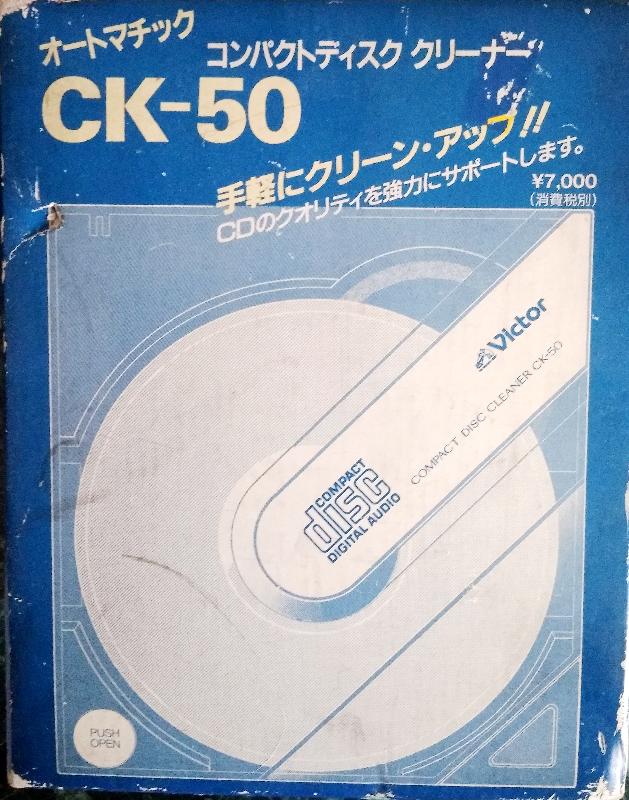 オートマチック
コンパクトディスク クリーナー
CK-50
手軽にクリーン・アップ!!
CDのクオリティを強力にサポートします。
¥7,000
(消費税別)
Victor
COMPACT DISC CLEANER CK-50
COMPACT
disc
DIGITAL AUDIO
PUSH
OPEN